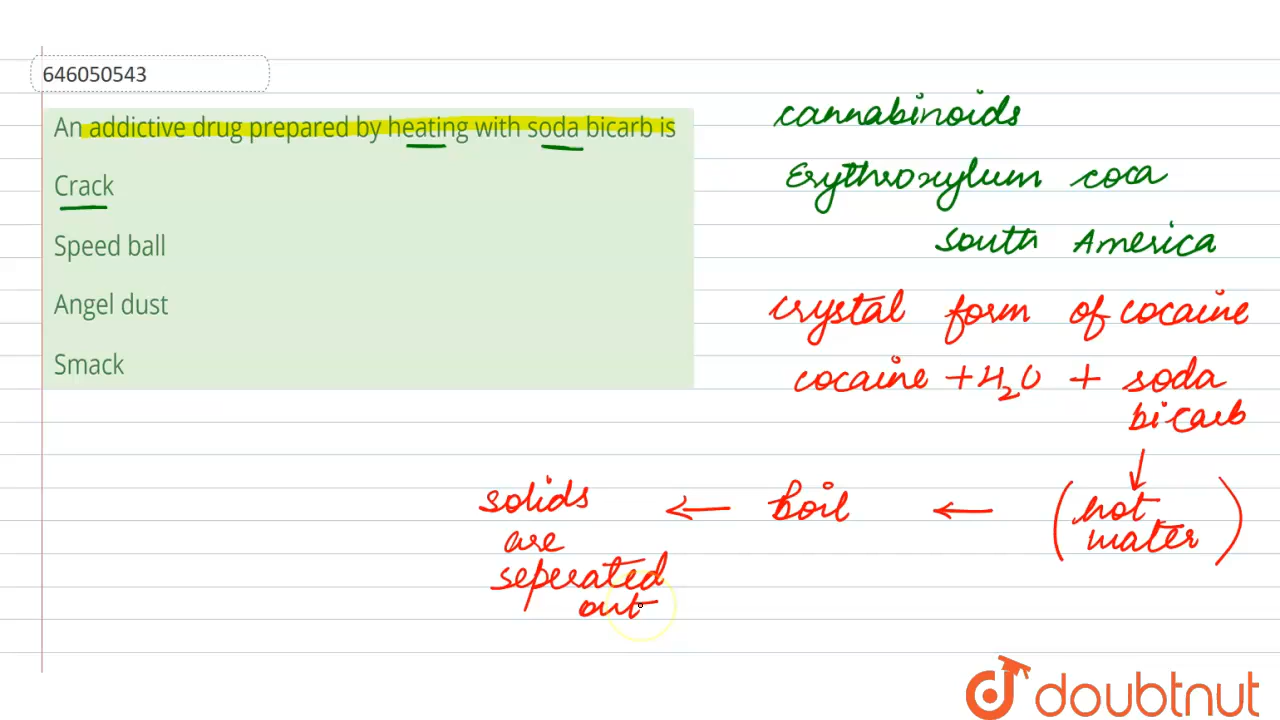 646050543
An addictive drug prepared by heating with soda bicarb is
Crack
Speed ball
Angel dust
Smack
cannabinoids
Erythroxylum coca
south America
crystal form of cocaine
cocaine + H₂O + soda
bicarb
(hot
water)
← boil ←
solids
are
seperated
out
doubtnut